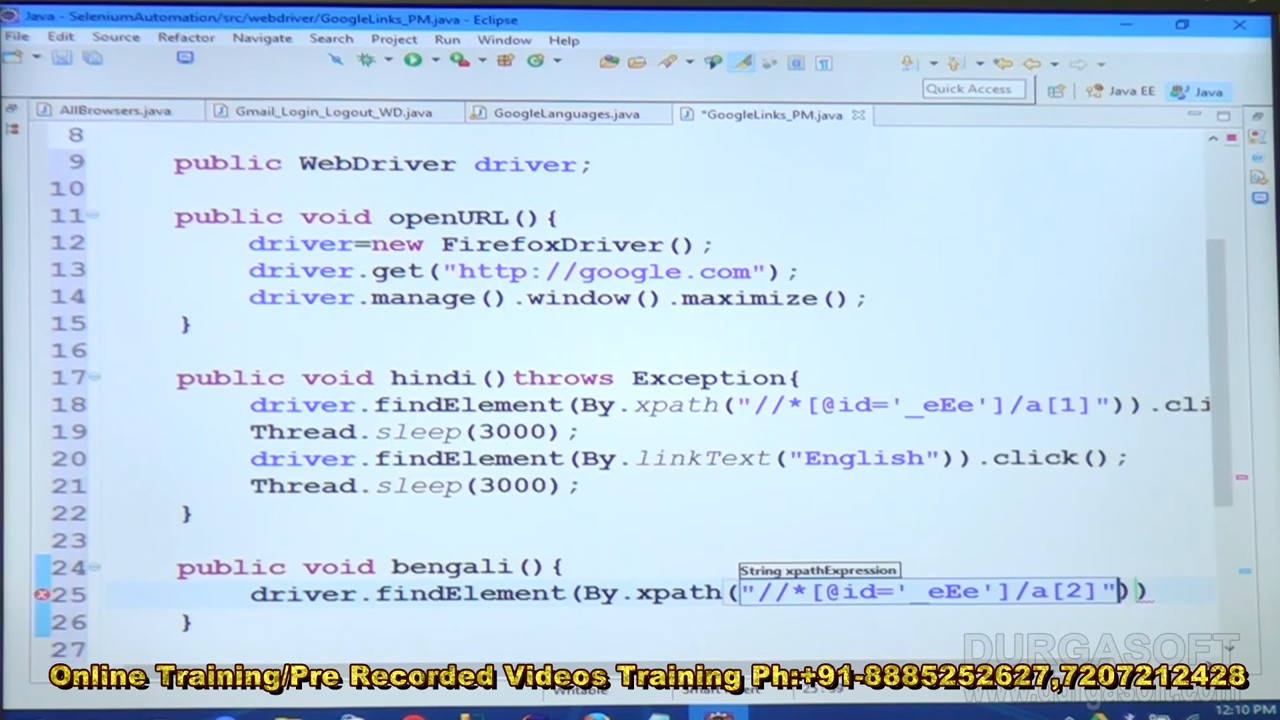 Java - SeleniumAutomation/src/webdriver/GoogleLinks_PM.java - Eclipse
File Edit Source Refactor Navigate Search Project Run Window Help
Quick Access Java EE Java
AllBrowsers.java Gmail_Login_Logout_WD.java GoogleLanguages.java *GoogleLinks_PM.java
8
9 public WebDriver driver;
10
11 public void openURL(){
12 driver=new FirefoxDriver();
13 driver.get("http://google.com");
14 driver.manage().window().maximize();
15 }
16
17 public void hindi()throws Exception{
18 driver.findElement(By.xpath("//*[@id='_eEe']/a[1]")).cli
19 Thread.sleep(3000);
20 driver.findElement(By.linkText("English")).click();
21 Thread.sleep(3000);
22 }
23
24 public void bengali(){
String xpathExpression
25 driver.findElement(By.xpath("//*[@id='_eEe']/a[2]"))
26 }
27
DURGASOFT
Online Training/Pre Recorded Videos Training Ph:+91-8885252627,7207212428
Writable
12:10 PM